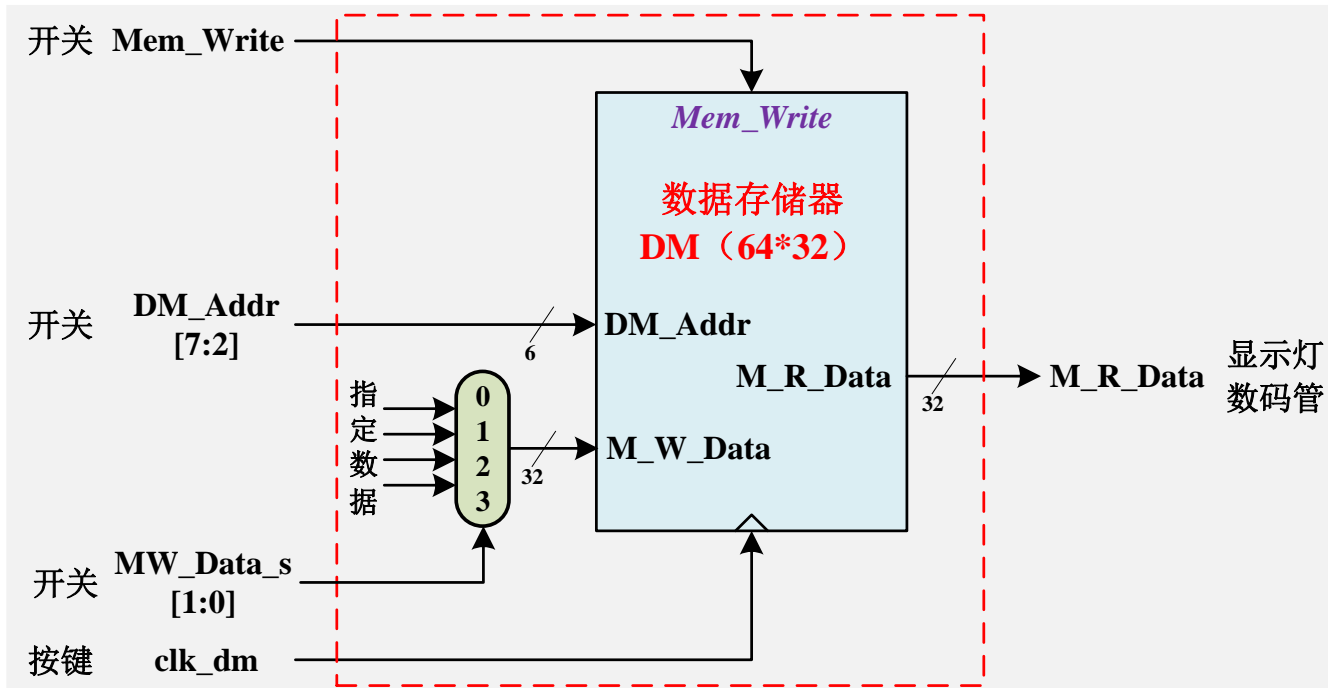 开关 Mem_Write
Mem_Write
数据存储器
DM（64*32）
开关 DM_Addr
[7:2]
6
DM_Addr
M_R_Data
32
M_R_Data
显示灯
数码管
指
定
数
据
0
1
2
3
32
M_W_Data
开关 MW_Data_s
[1:0]
按键 clk_dm